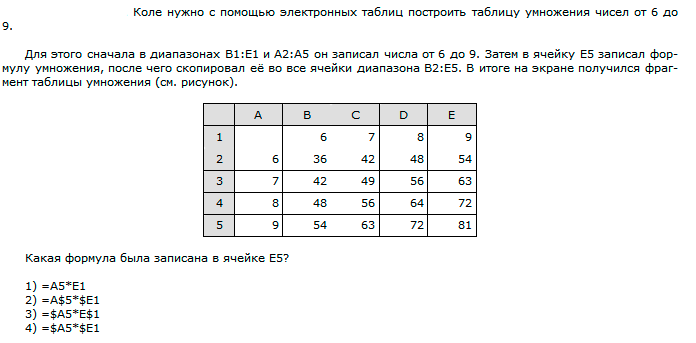 Коле нужно с помощью электронных таблиц построить таблицу умножения чисел от 6 до
9.
Для этого сначала в диапазонах B1:E1 и A2:A5 он записал числа от 6 до 9. Затем в ячейку E5 записал фор-
мулу умножения, после чего скопировал её во все ячейки диапазона B2:E5. В итоге на экране получился фраг-
мент таблицы умножения (см. рисунок).
A B C D E
1 6 7 8 9
2 6 36 42 48 54
3 7 42 49 56 63
4 8 48 56 64 72
5 9 54 63 72 81
Какая формула была записана в ячейке E5?
1) =A5*E1
2) =A$5*$E1
3) =$A5*E$1
4) =$A5*$E1